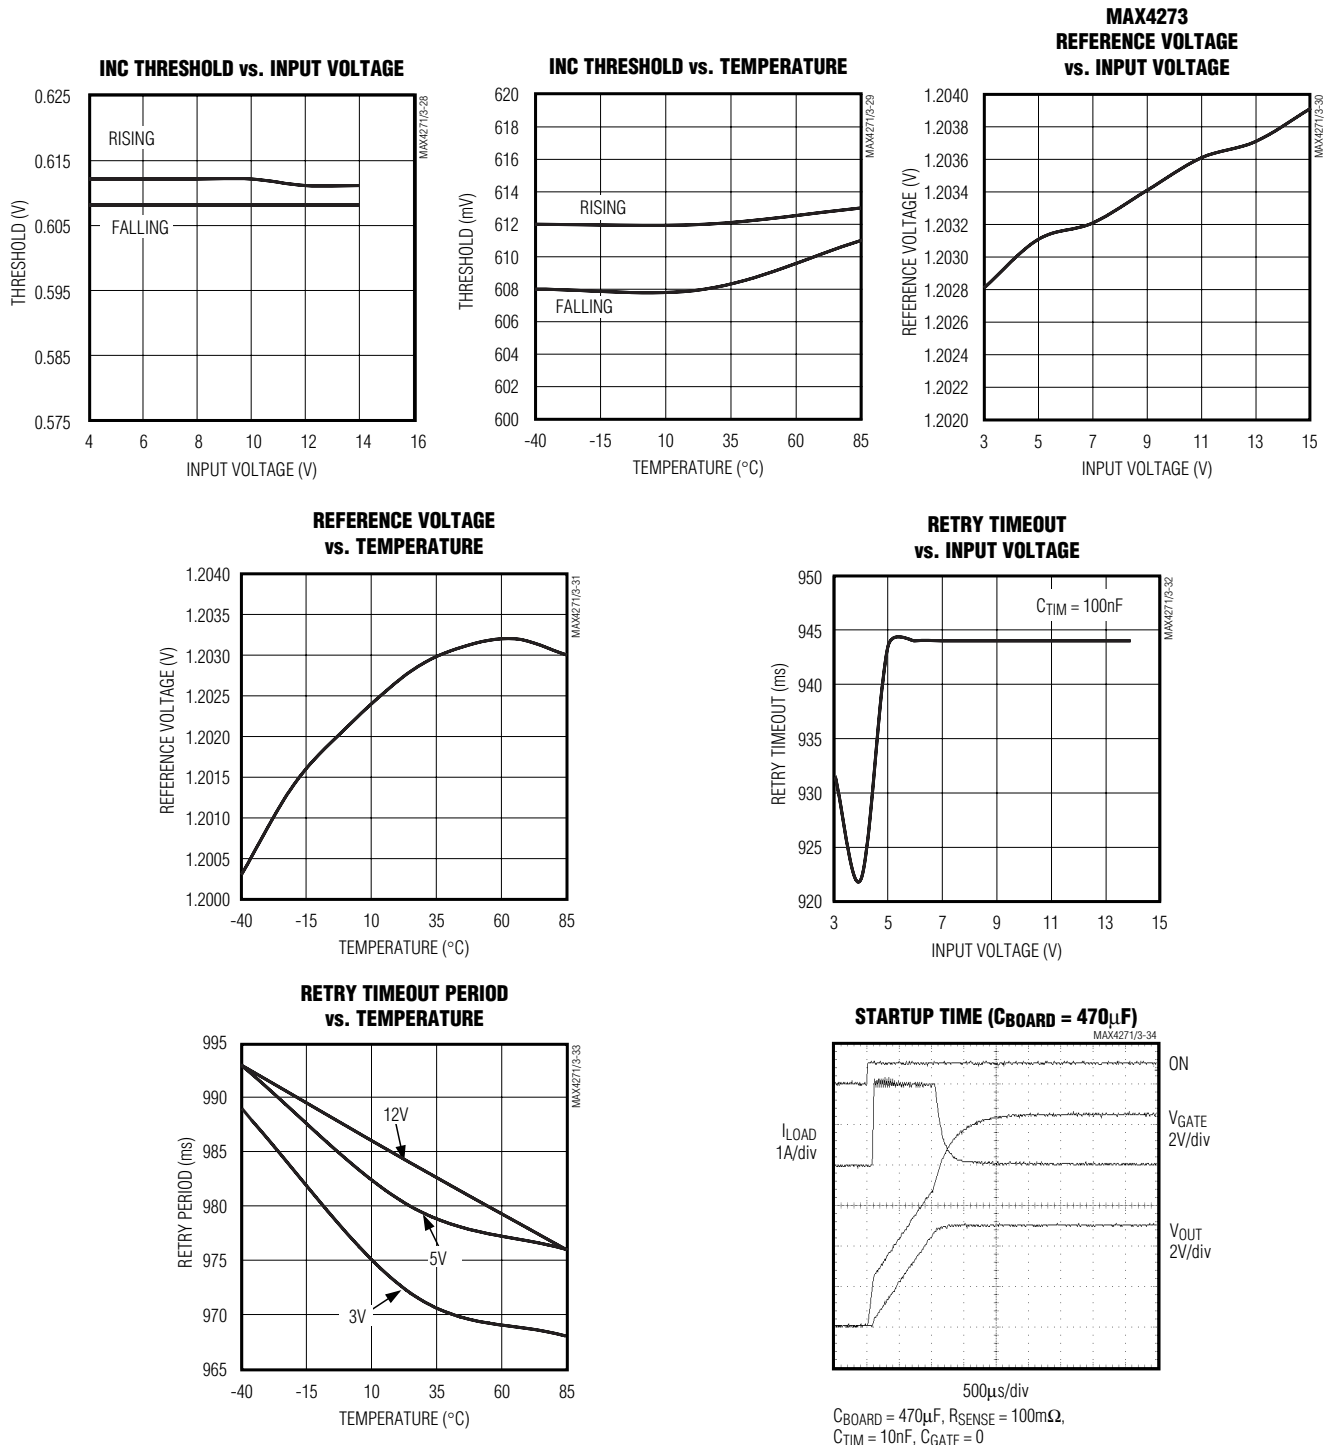 INC THRESHOLD vs. INPUT VOLTAGE
0.625
0.615
0.605
0.595
0.585
0.575
THRESHOLD (V)
RISING
FALLING
MAX4271/3-28
4 6 8 10 12 14 16
INPUT VOLTAGE (V)
INC THRESHOLD vs. TEMPERATURE
620
618
616
614
612
610
608
606
604
602
600
THRESHOLD (mV)
RISING
FALLING
MAX4271/3-29
-40 -15 10 35 60 85
TEMPERATURE (°C)
MAX4273
REFERENCE VOLTAGE
vs. INPUT VOLTAGE
1.2040
1.2038
1.2036
1.2034
1.2032
1.2030
1.2028
1.2026
1.2024
1.2022
1.2020
REFERENCE VOLTAGE (V)
MAX4271/3-30
3 5 7 9 11 13 15
INPUT VOLTAGE (V)
REFERENCE VOLTAGE
vs. TEMPERATURE
1.2040
1.2035
1.2030
1.2025
1.2020
1.2015
1.2010
1.2005
1.2000
REFERENCE VOLTAGE (V)
MAX4271/3-31
-40 -15 10 35 60 85
TEMPERATURE (°C)
RETRY TIMEOUT
vs. INPUT VOLTAGE
950
945
940
935
930
925
920
RETRY TIMEOUT (ms)
CTIM = 100nF
MAX4271/3-32
3 5 7 9 11 13 15
INPUT VOLTAGE (V)
RETRY TIMEOUT PERIOD
vs. TEMPERATURE
995
990
985
980
975
970
965
RETRY PERIOD (ms)
12V
5V
3V
MAX4271/3-33
-40 -15 10 35 60 85
TEMPERATURE (°C)
STARTUP TIME (CBOARD = 470μF)
MAX4271/3-34
ON
ILOAD
1A/div
VGATE
2V/div
VOUT
2V/div
500μs/div
CBOARD = 470μF, RSENSE = 100mΩ,
CTIM = 10nF, CGATE = 0